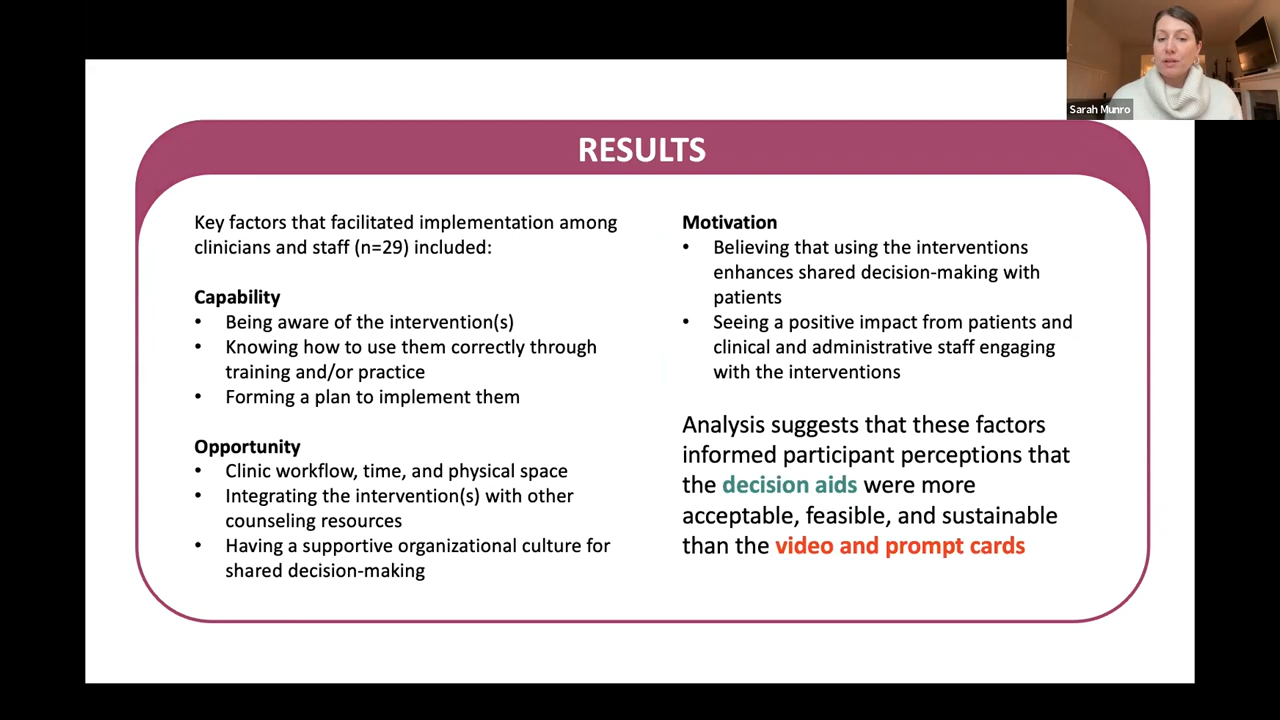 Sarah Munro
RESULTS
Key factors that facilitated implementation among
clinicians and staff (n=29) included:
Capability
• Being aware of the intervention(s)
• Knowing how to use them correctly through
training and/or practice
• Forming a plan to implement them
Opportunity
• Clinic workflow, time, and physical space
• Integrating the intervention(s) with other
counseling resources
• Having a supportive organizational culture for
shared decision-making
Motivation
• Believing that using the interventions
enhances shared decision-making with
patients
• Seeing a positive impact from patients and
clinical and administrative staff engaging
with the interventions
Analysis suggests that these factors
informed participant perceptions that
the decision aids were more
acceptable, feasible, and sustainable
than the video and prompt cards